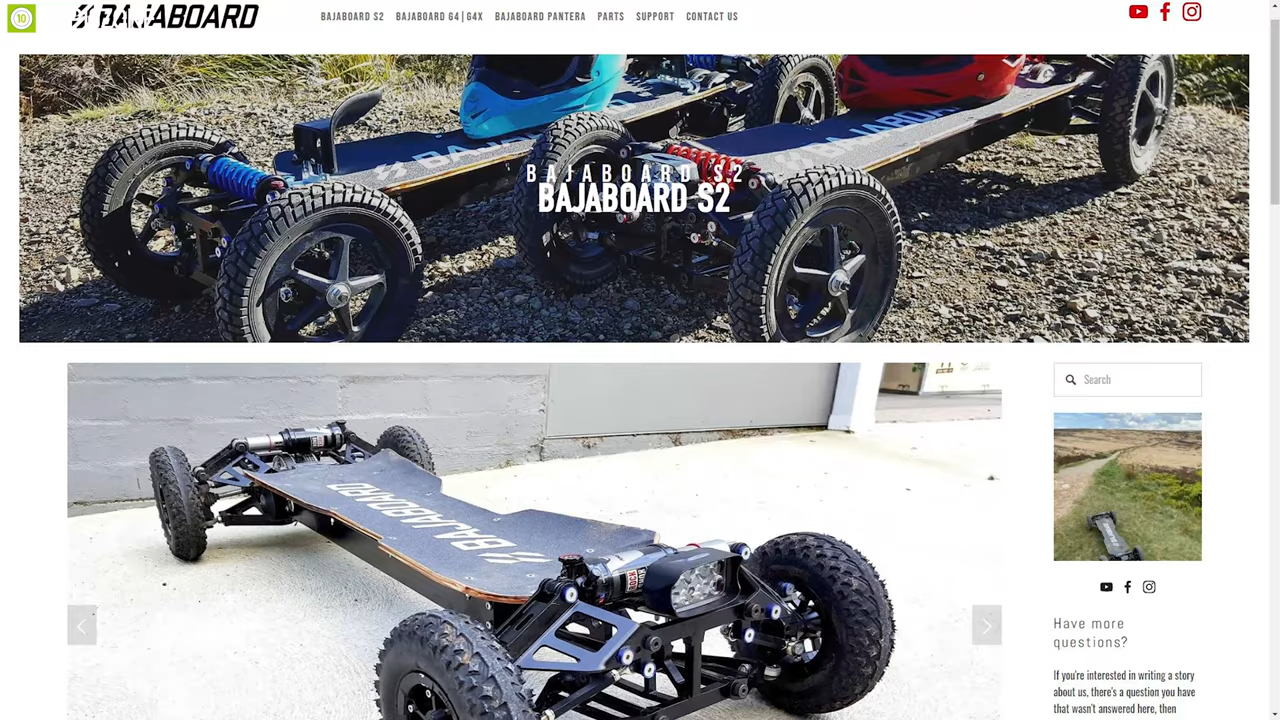 10
BAJABOARD
BAJABOARD S2
BAJABOARD G4|G4X
BAJABOARD PANTERA
PARTS
SUPPORT
CONTACT US
BAJABOARD S2
BAJABOARD S2
BAJABOARD
Search
Have more
questions?
If you're interested in writing a story
about us, there's a question you have
that wasn't answered here, then